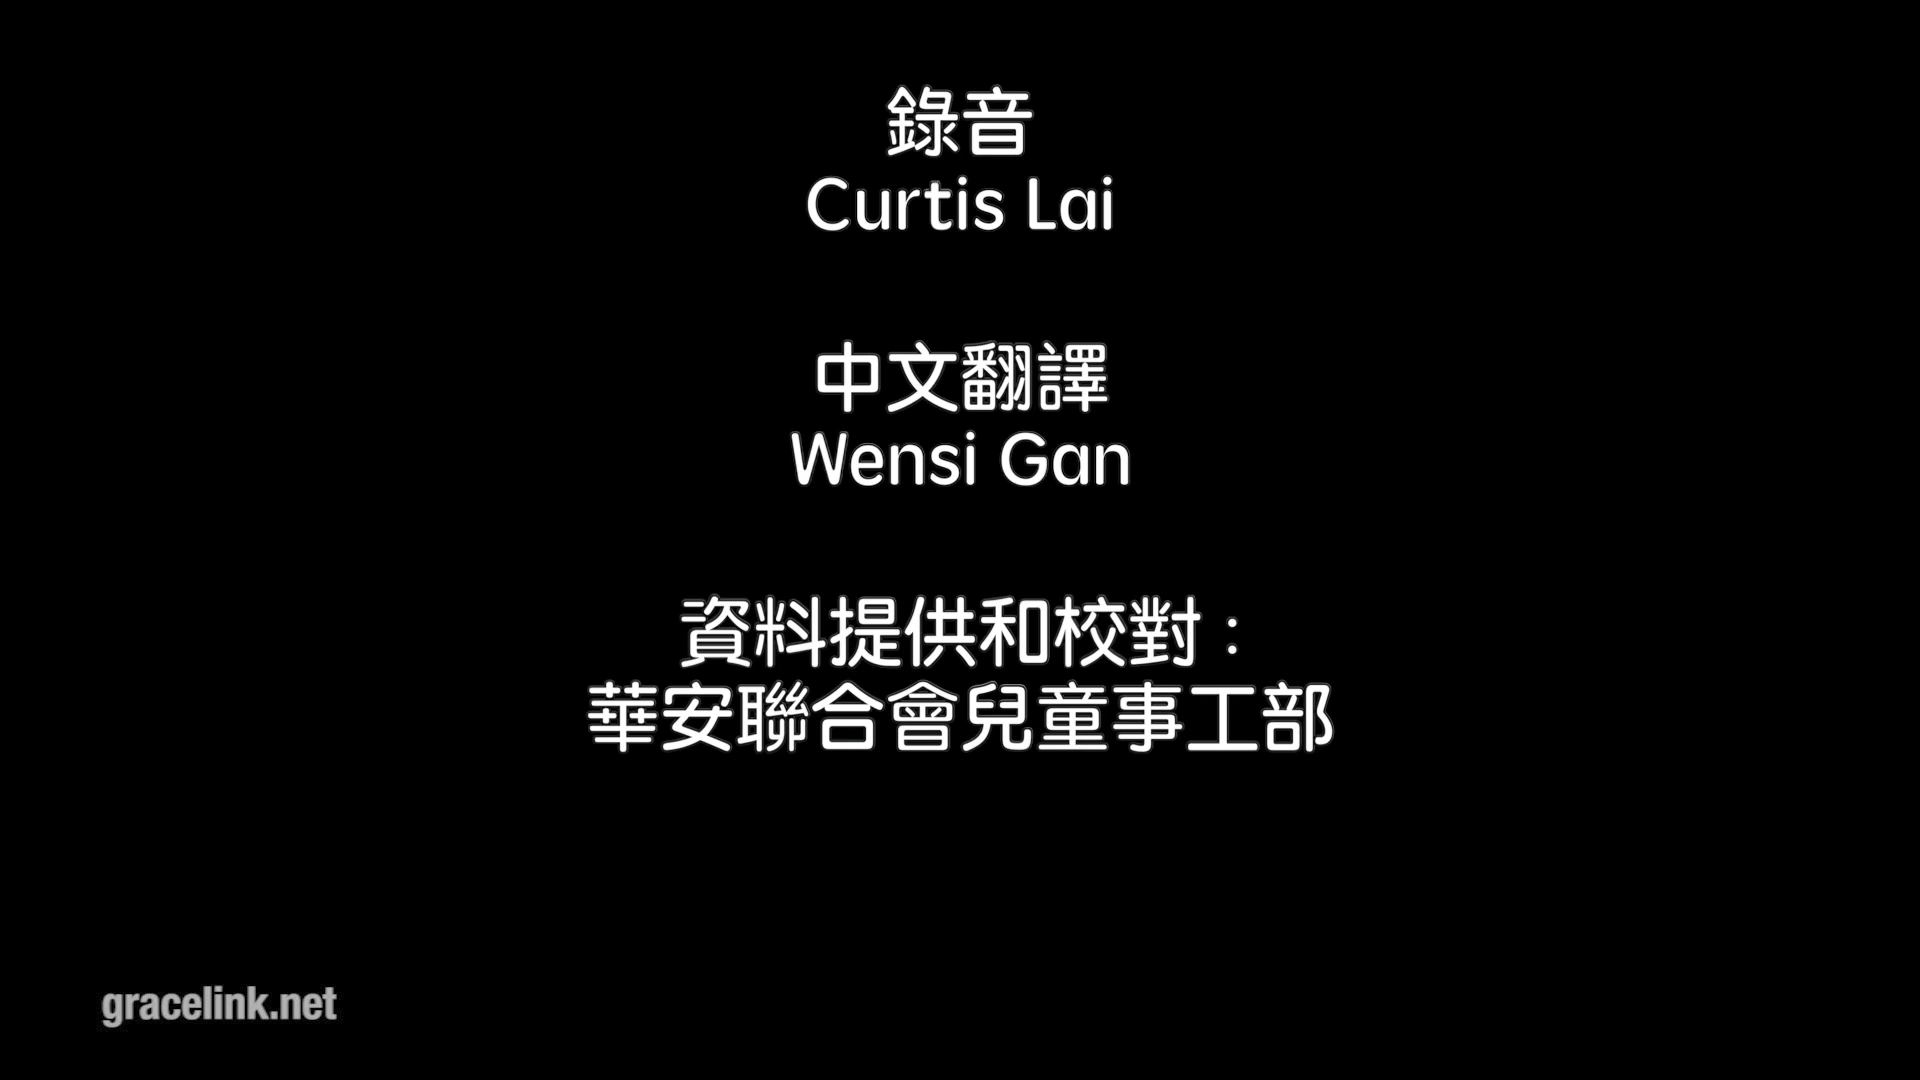 錄音
Curtis Lai
中文翻譯
Wensi Gan
資料提供和校對：
華安聯合會兒童事工部
gracelink.net